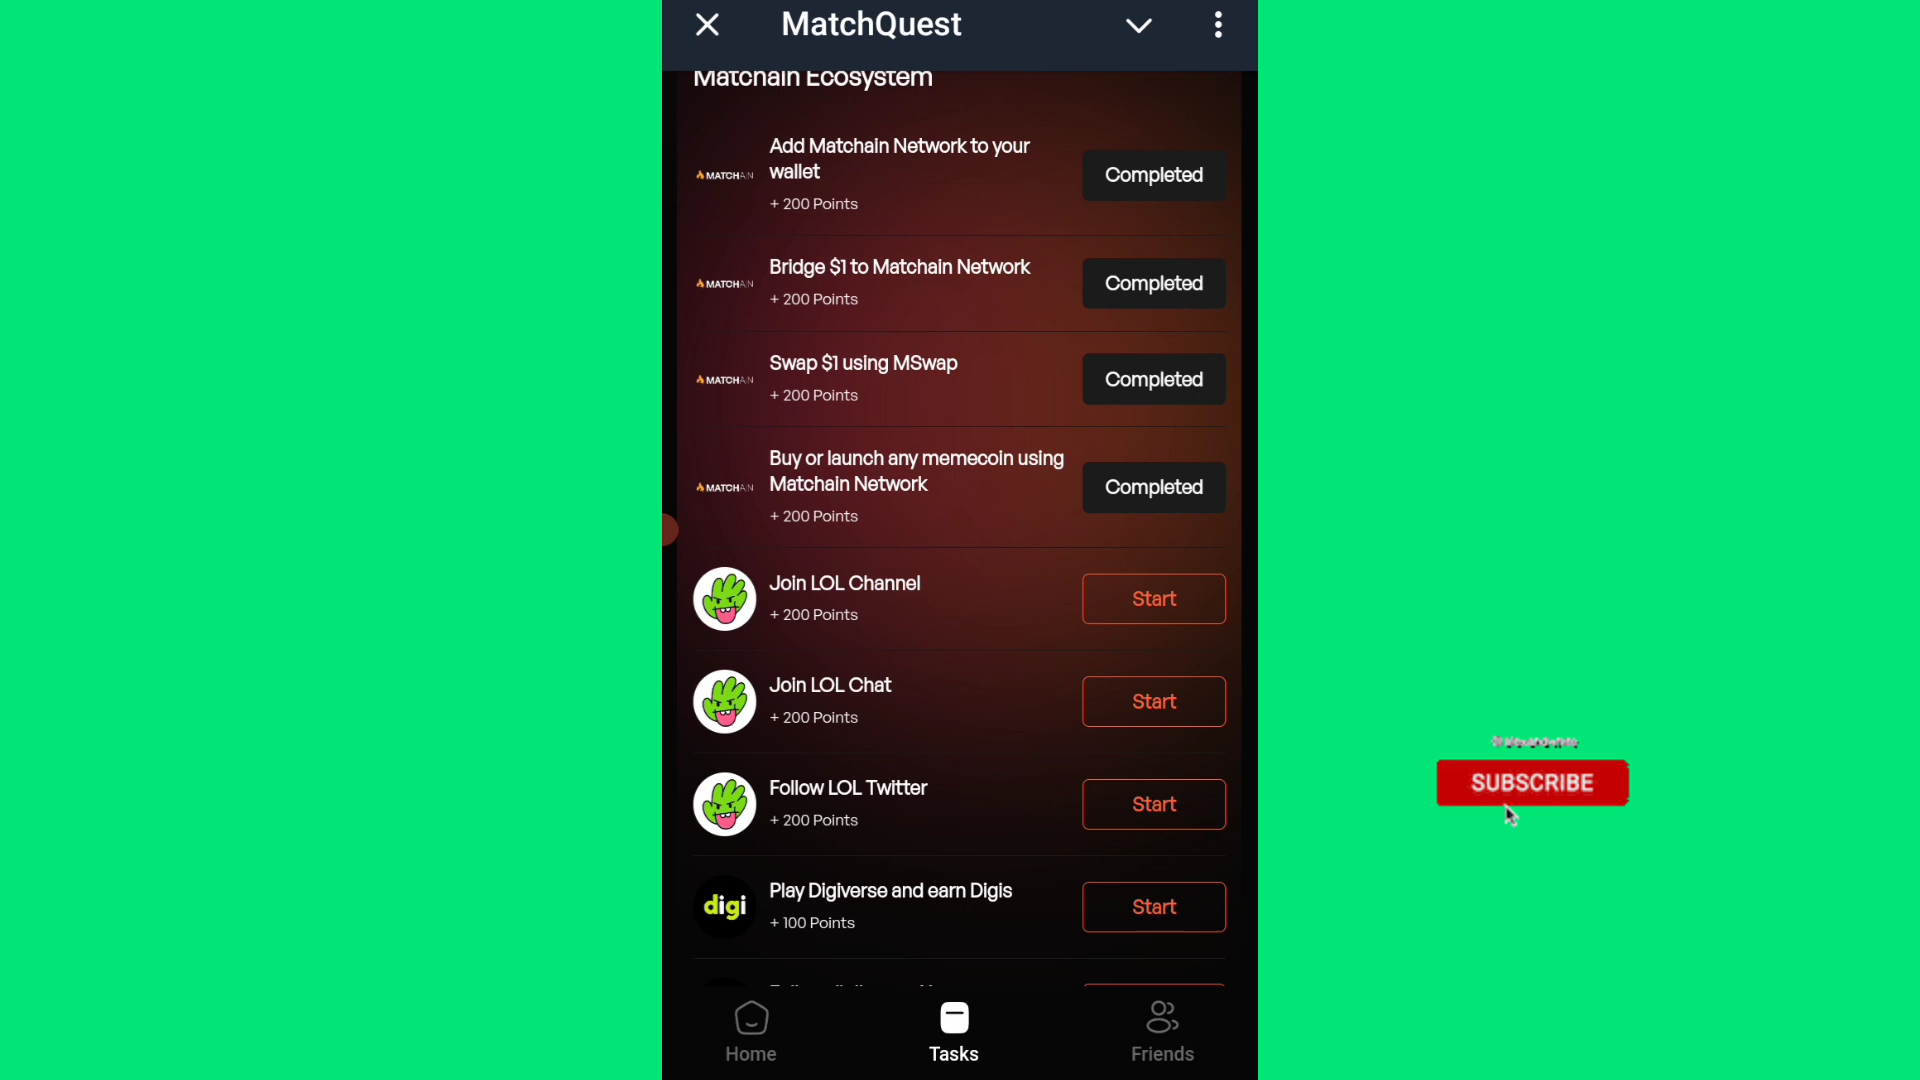 MatchQuest
Matchain Ecosystem
Add Matchain Network to your
wallet
+ 200 Points
MATCHAIN
Completed
Bridge $1 to Matchain Network
+ 200 Points
MATCHAIN
Completed
Swap $1 using MSwap
+ 200 Points
MATCHAIN
Completed
Buy or launch any memecoin using
Matchain Network
+ 200 Points
MATCHAIN
Completed
Join LOL Channel
+ 200 Points
Start
Join LOL Chat
+ 200 Points
Start
Follow LOL Twitter
+ 200 Points
Start
digi
Play Digiverse and earn Digis
+ 100 Points
Start
Home
Tasks
Friends
SUBSCRIBE